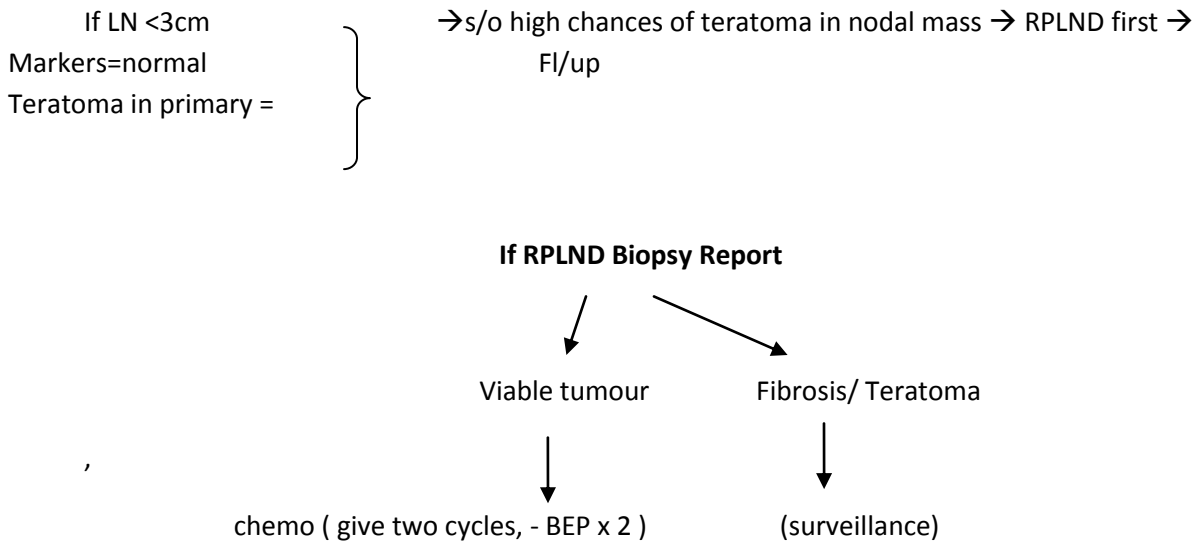 If LN <3cm →s/o high chances of teratoma in nodal mass → RPLND first →
Markers=normal Fl/up
Teratoma in primary =
If RPLND Biopsy Report
Viable tumour Fibrosis/ Teratoma
,
chemo ( give two cycles, - BEP x 2 ) (surveillance)